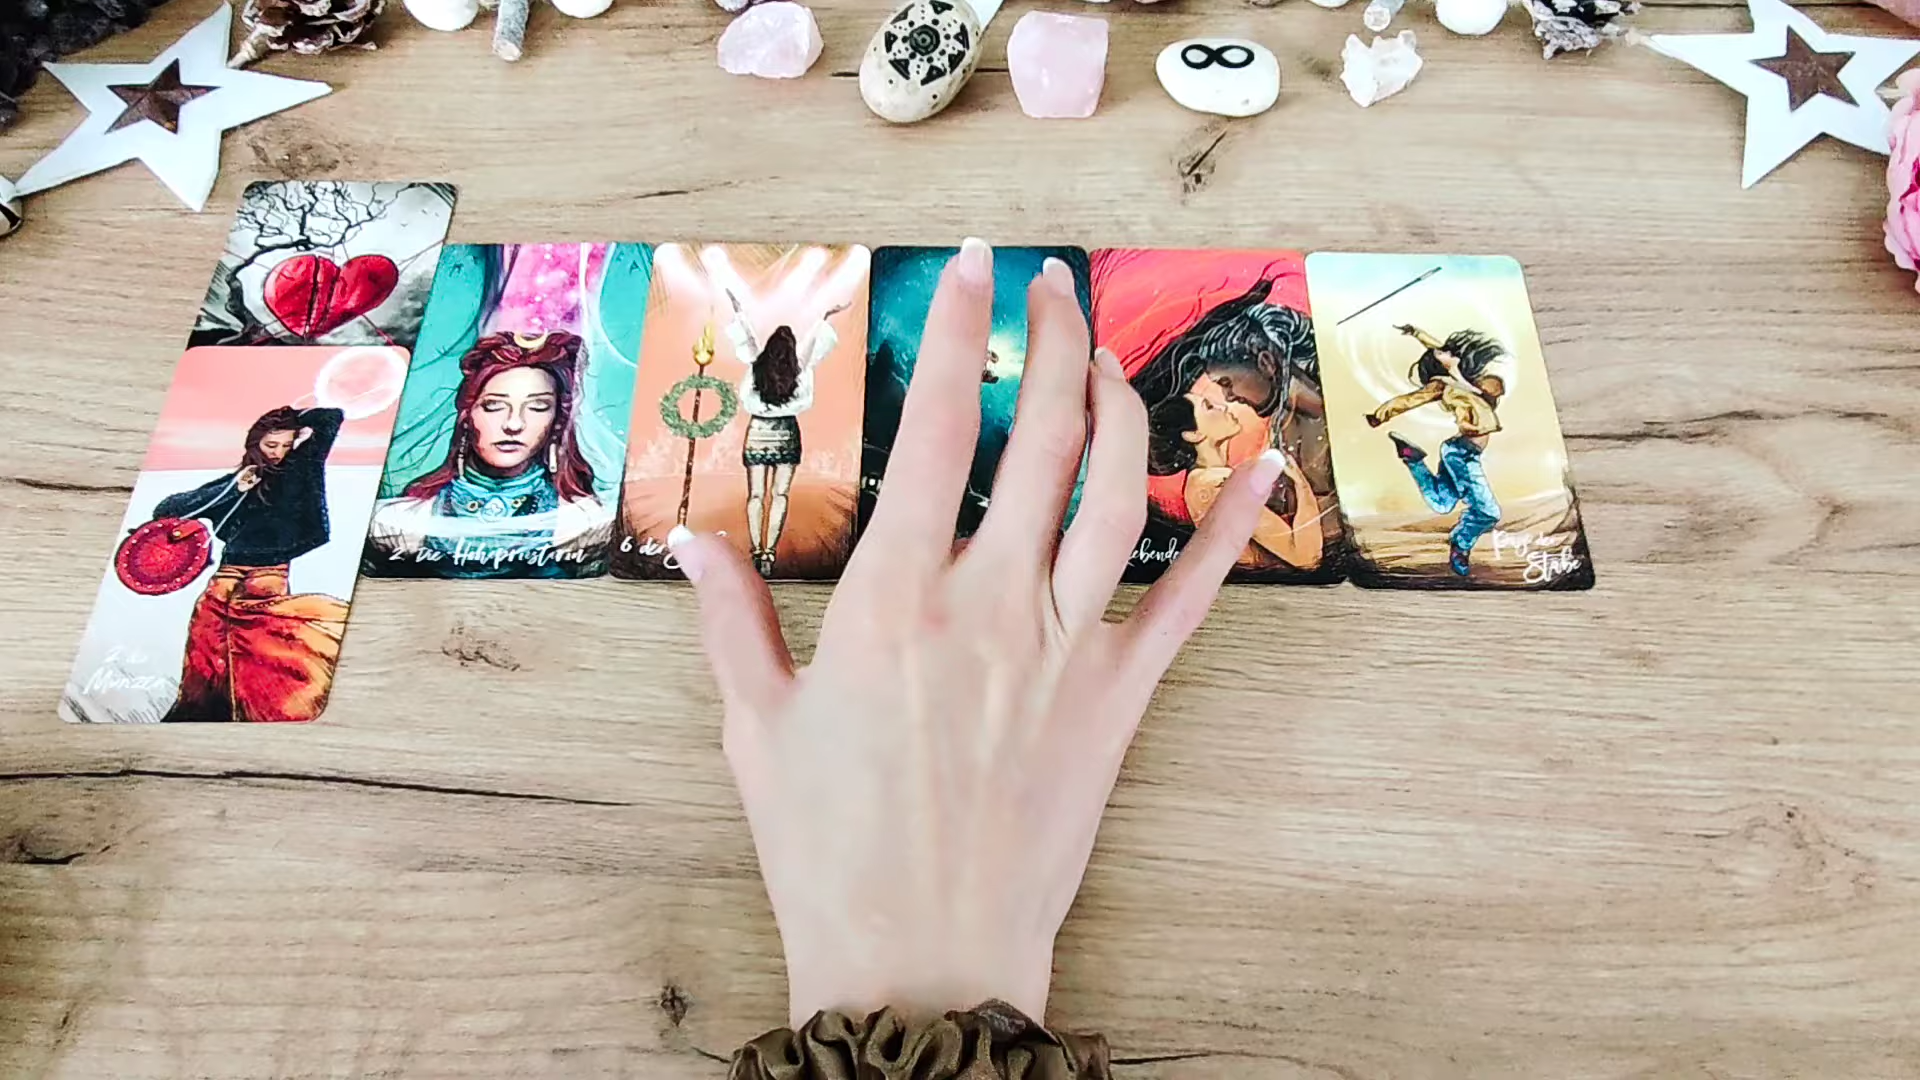 2 der
Münzen
2 Die Hohepriesterin
6 der
Liebende
Page der
Stäbe